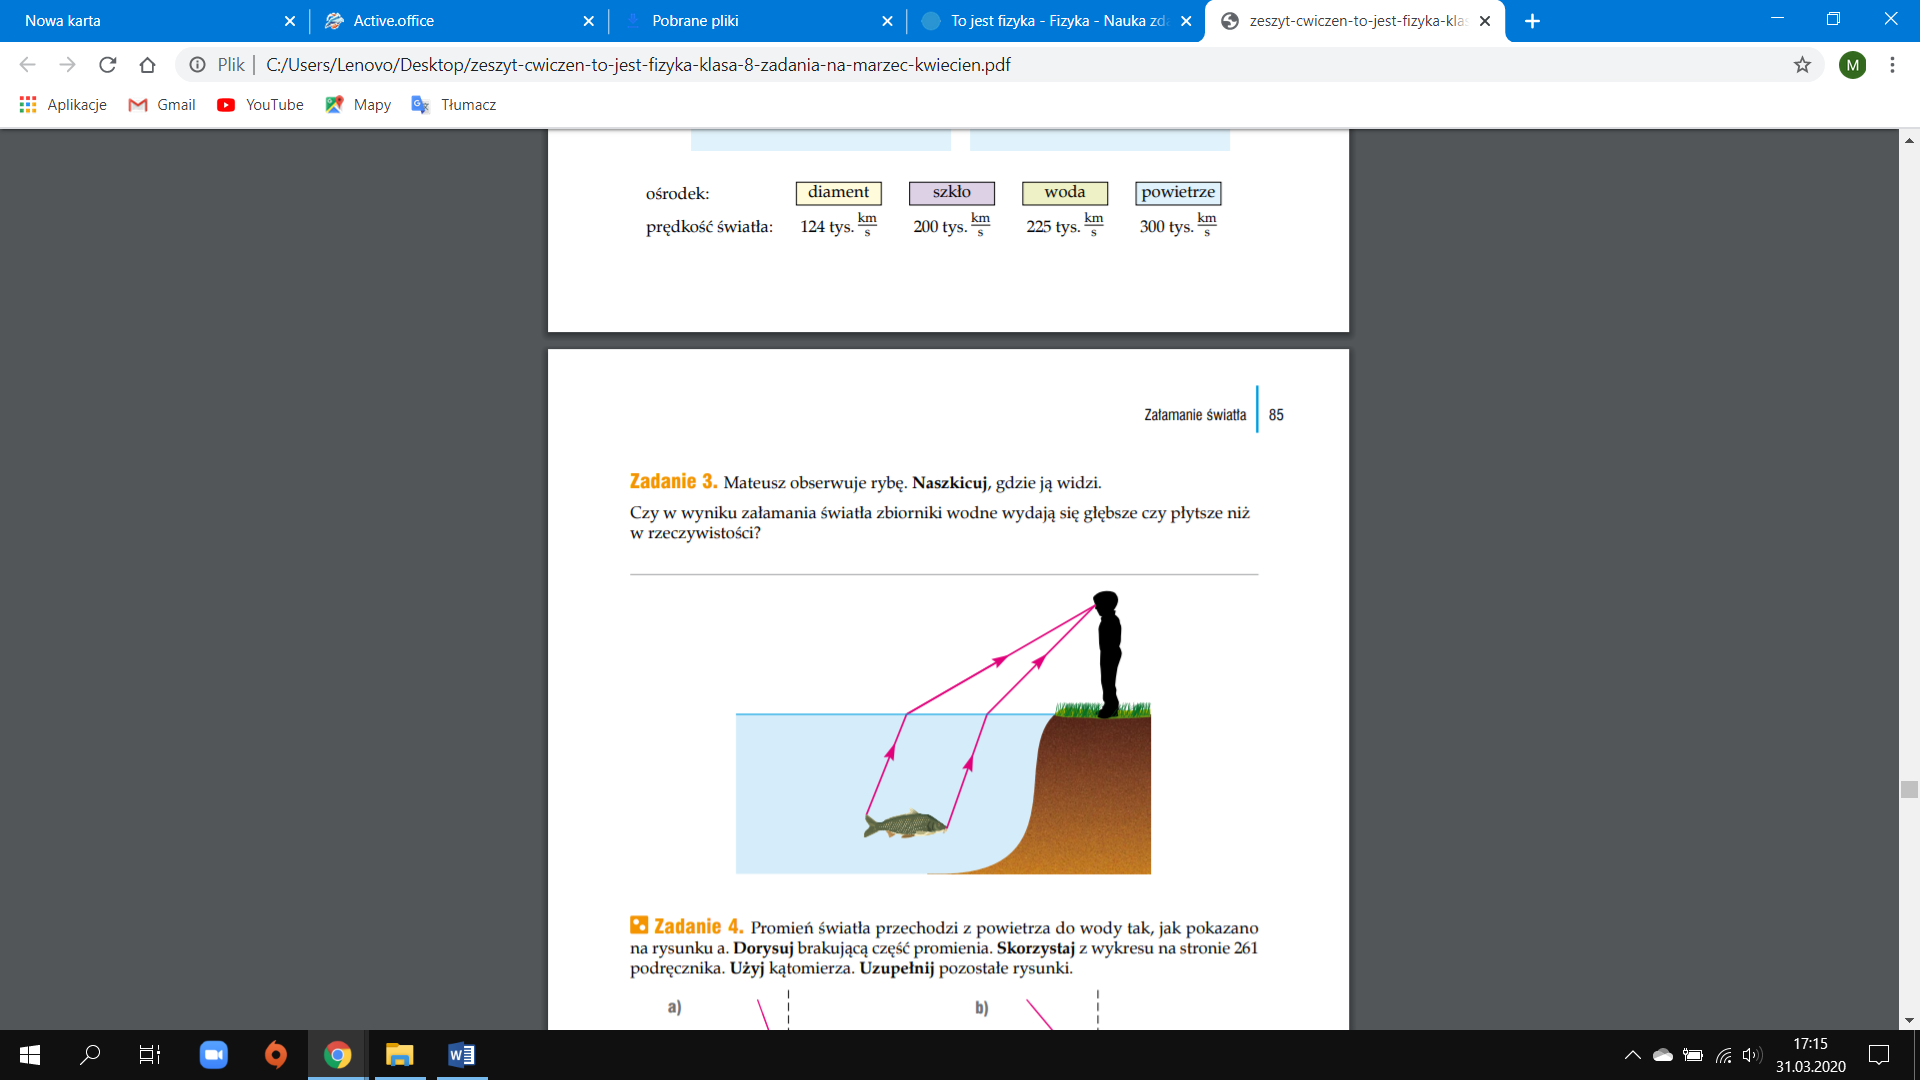 Nowa karta
Active.office
Pobrane pliki
To jest fizyka - Fizyka - Nauka zda
zeszyt-cwiczen-to-jest-fizyka-klas
Plik
C:/Users/Lenovo/Desktop/zeszyt-cwiczen-to-jest-fizyka-klasa-8-zadania-na-marzec-kwiecien.pdf
M
Aplikacje
Gmail
YouTube
Mapy
Tłumacz
ośrodek: diament szkło woda powietrze
prędkość światła: 124 tys. km/s 200 tys. km/s 225 tys. km/s 300 tys. km/s
Załamanie światła 85
Zadanie 3. Mateusz obserwuje rybę. Naszkicuj, gdzie ją widzi.
Czy w wyniku załamania światła zbiorniki wodne wydają się głębsze czy płytsze niż
w rzeczywistości?
Zadanie 4. Promień światła przechodzi z powietrza do wody tak, jak pokazano
na rysunku a. Dorysuj brakującą część promienia. Skorzystaj z wykresu na stronie 261
podręcznika. Użyj kątomierza. Uzupełnij pozostałe rysunki.
a) b)
17:15
31.03.2020